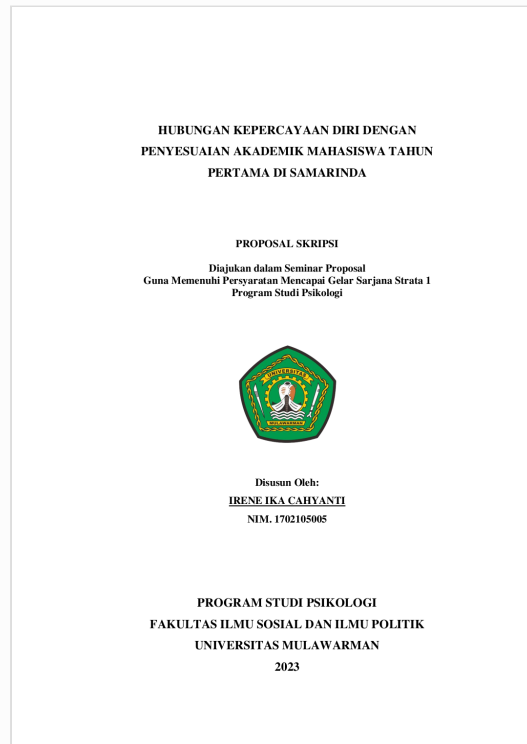 HUBUNGAN KEPERCAYAAN DIRI DENGAN
PENYESUAIAN AKADEMIK MAHASISWA TAHUN
PERTAMA DI SAMARINDA
PROPOSAL SKRIPSI
Diajukan dalam Seminar Proposal
Guna Memenuhi Persyaratan Mencapai Gelar Sarjana Strata 1
Program Studi Psikologi
UNIVERSITAS
MULAWARMAN
Disusun Oleh:
IRENE IKA CAHYANTI
NIM. 1702105005
PROGRAM STUDI PSIKOLOGI
FAKULTAS ILMU SOSIAL DAN ILMU POLITIK
UNIVERSITAS MULAWARMAN
2023